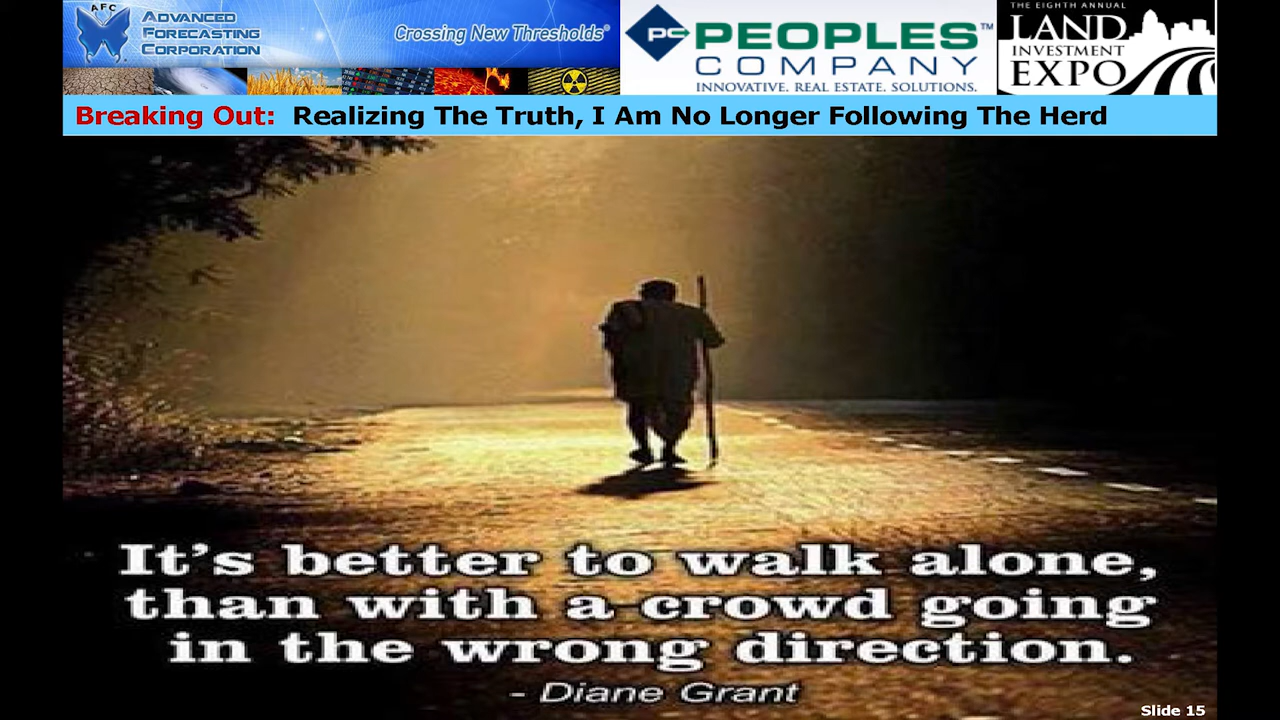 AFC
ADVANCED
FORECASTING
CORPORATION
Crossing New Thresholds®
PC
PEOPLES™
COMPANY
INNOVATIVE. REAL ESTATE. SOLUTIONS.
THE EIGHTH ANNUAL
LAND
INVESTMENT
EXPO
Breaking Out: Realizing The Truth, I Am No Longer Following The Herd
It's better to walk alone,
than with a crowd going
in the wrong direction.
- Diane Grant
Slide 15